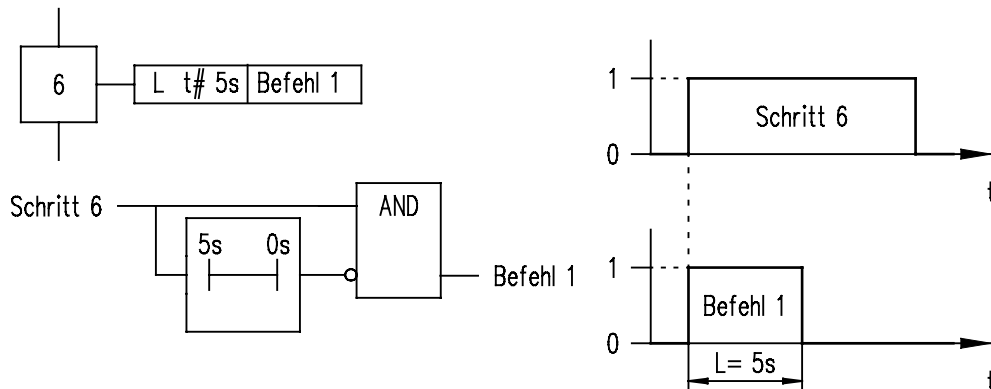 6
L t# 5s Befehl 1
Schritt 6
5s 0s
AND
Befehl 1
1
Schritt 6
0
t
1
Befehl 1
0
L= 5s
t